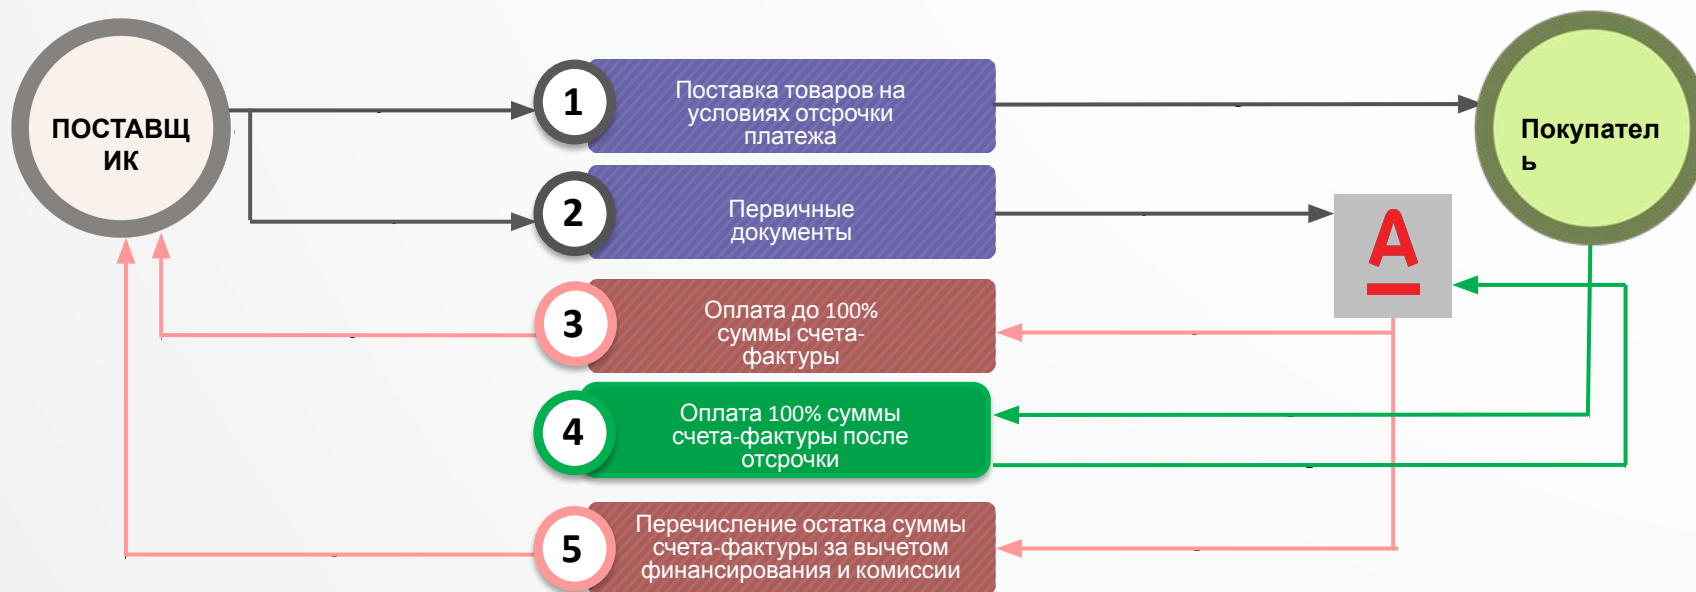 ПОСТАВЩ
ИК
1
Поставка товаров на
условиях отсрочки
платежа
Покупател
ь
2
Первичные
документы
А
3
Оплата до 100%
суммы счета-
фактуры
4
Оплата 100% суммы
счета-фактуры после
отсрочки
5
Перечисление остатка суммы
счета-фактуры за вычетом
финансирования и комиссии